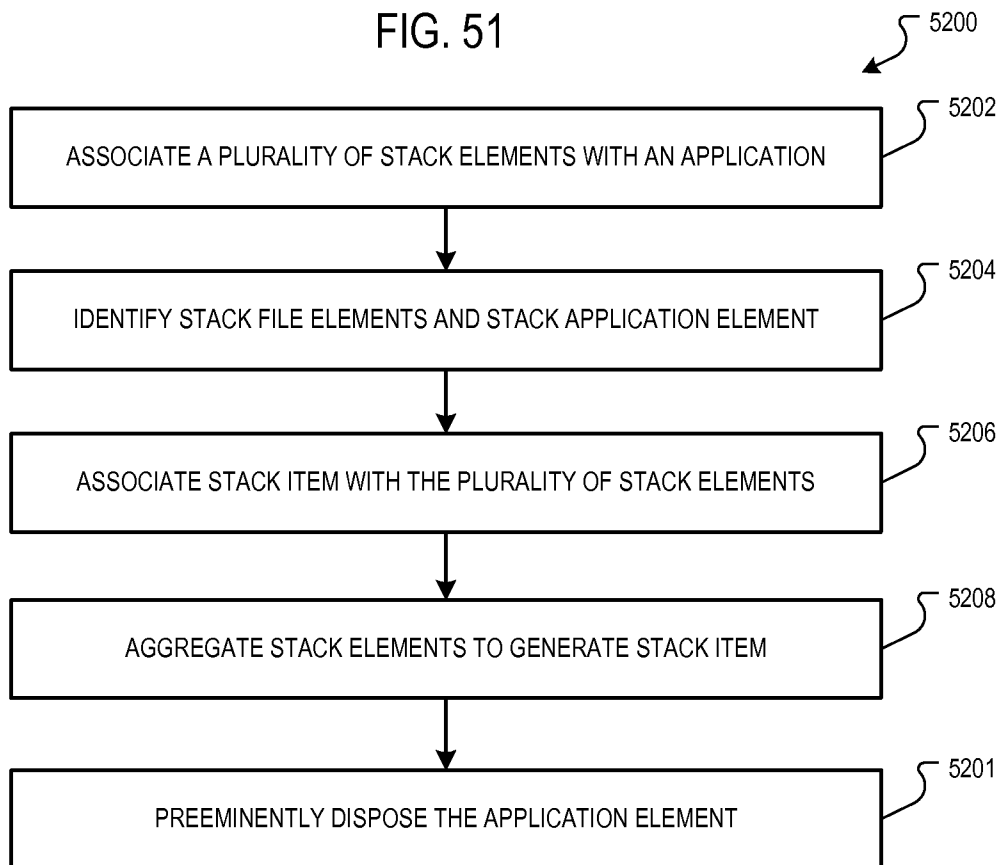 FIG. 51
5200
5202
ASSOCIATE A PLURALITY OF STACK ELEMENTS WITH AN APPLICATION
5204
IDENTIFY STACK FILE ELEMENTS AND STACK APPLICATION ELEMENT
5206
ASSOCIATE STACK ITEM WITH THE PLURALITY OF STACK ELEMENTS
5208
AGGREGATE STACK ELEMENTS TO GENERATE STACK ITEM
5201
PREEMINENTLY DISPOSE THE APPLICATION ELEMENT